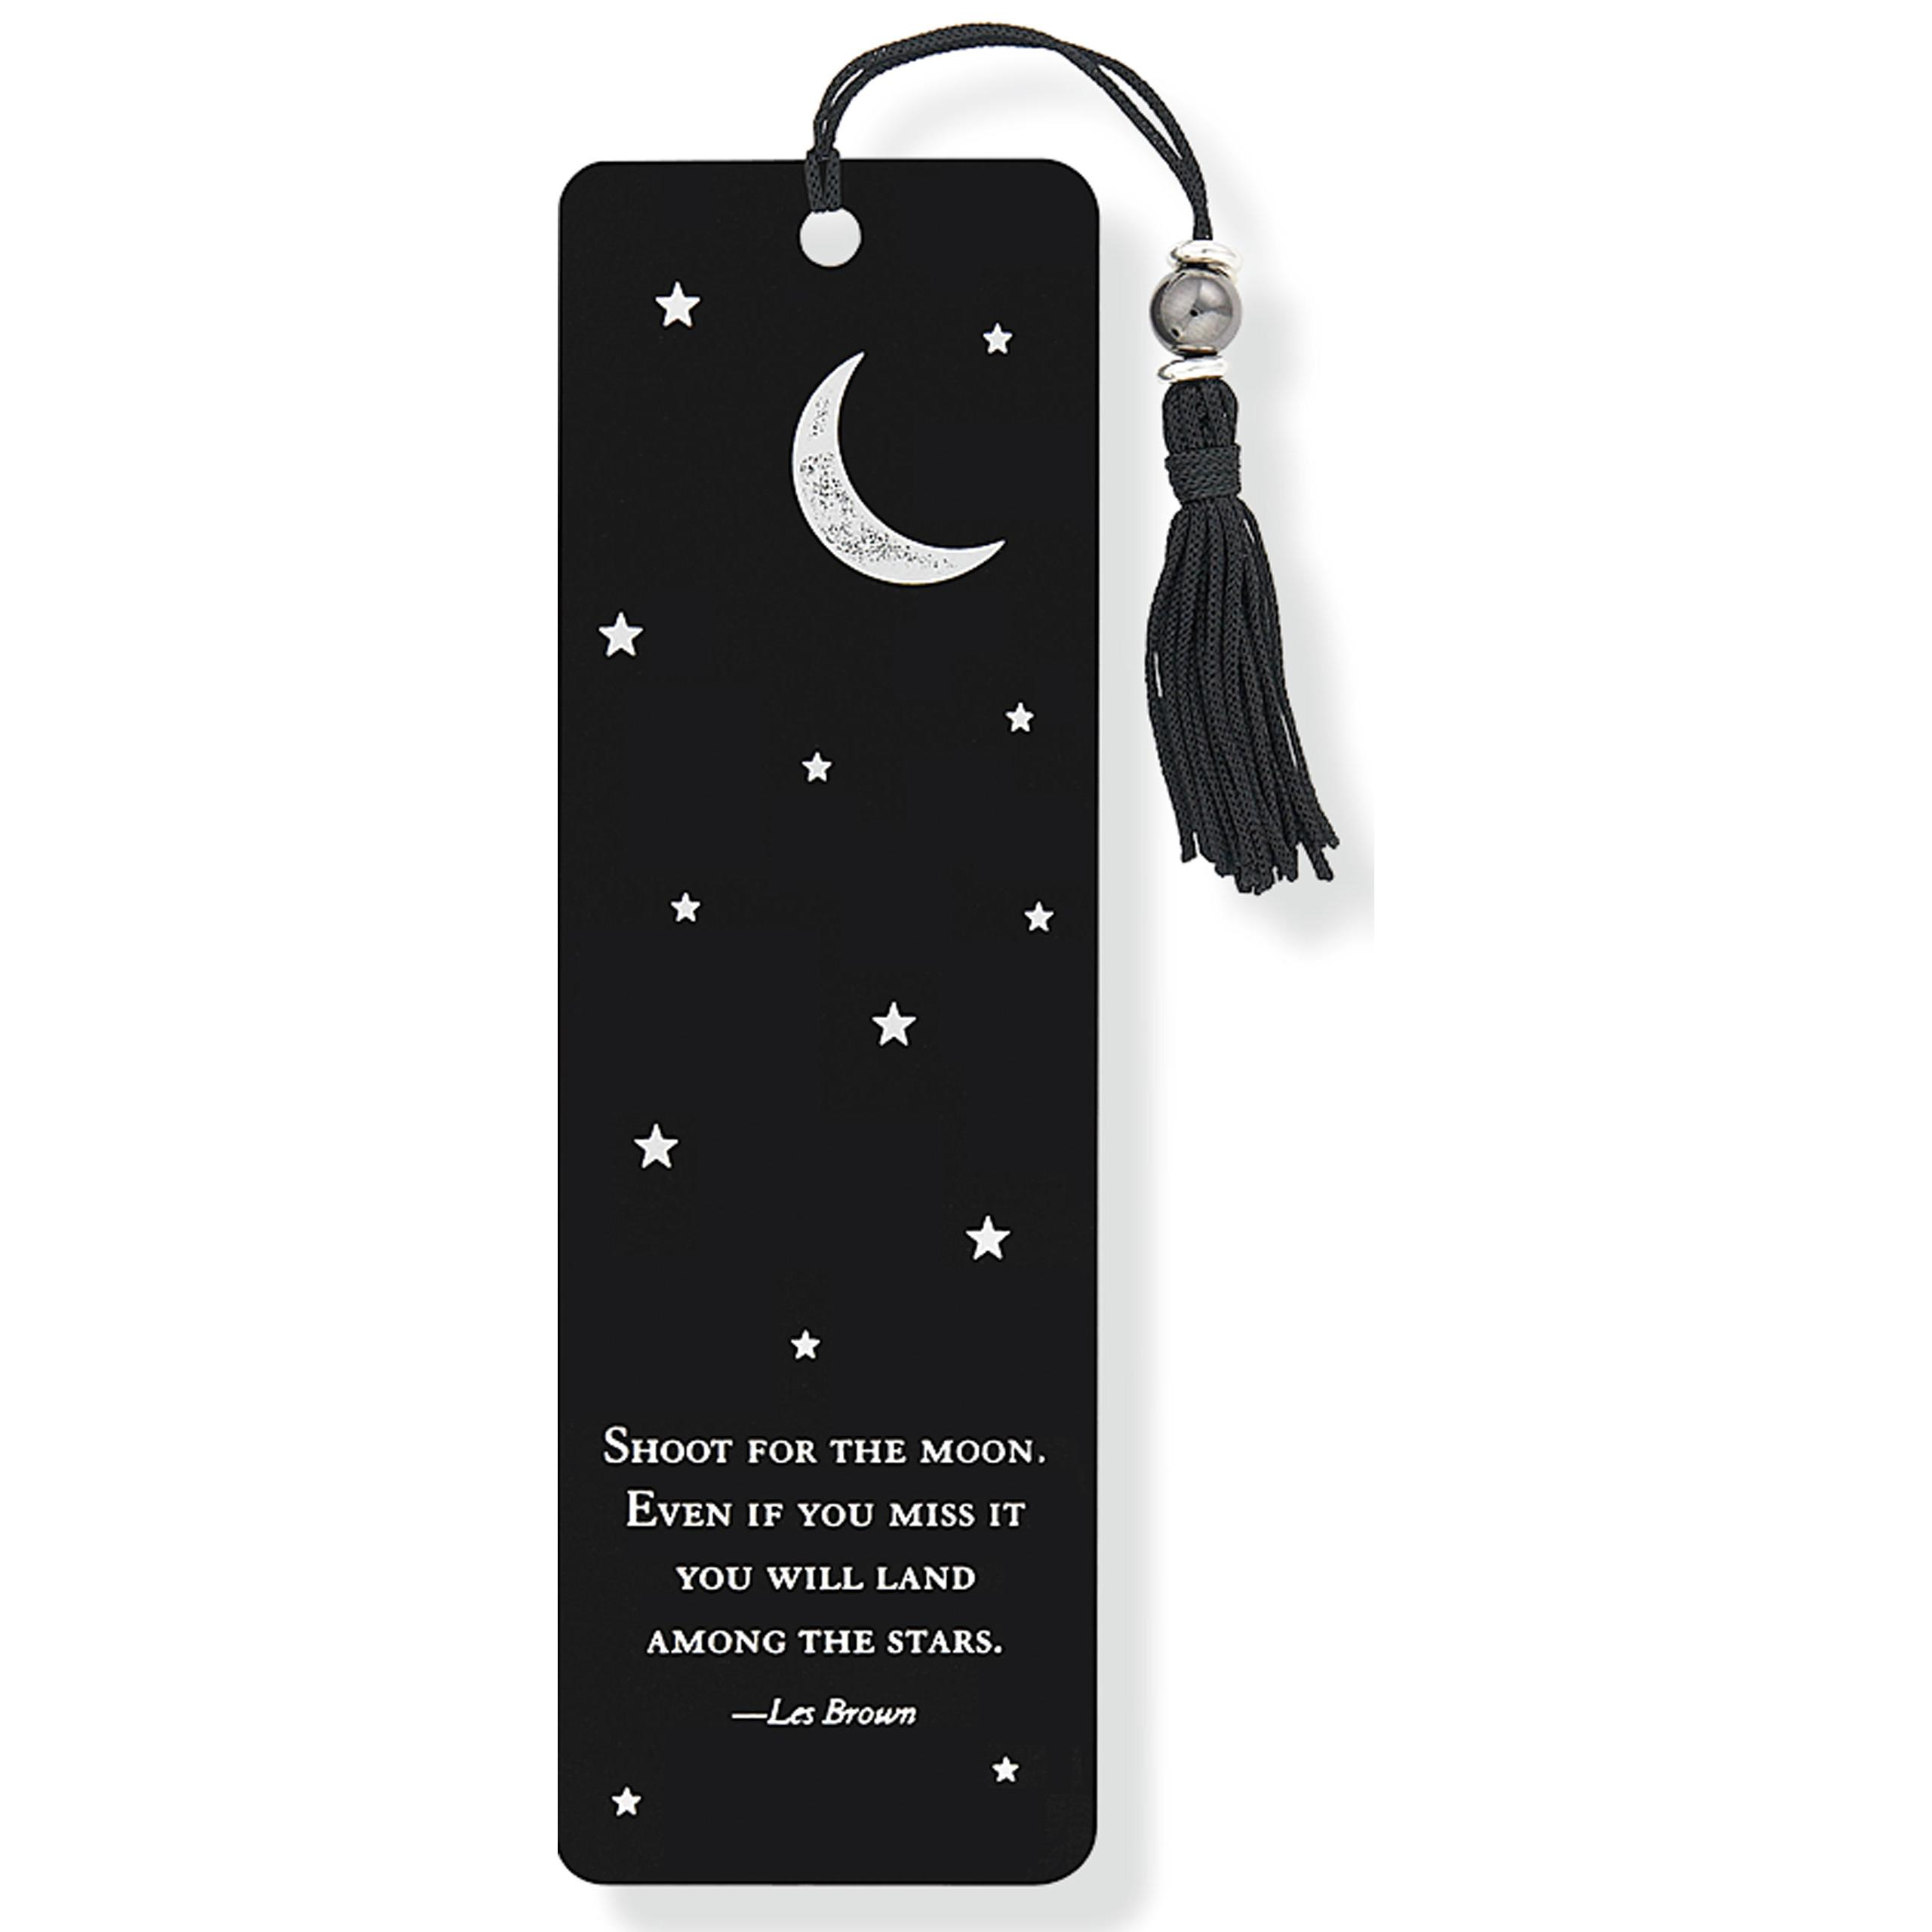 Shoot for the moon.
Even if you miss it
you will land
among the stars.
—Les Brown